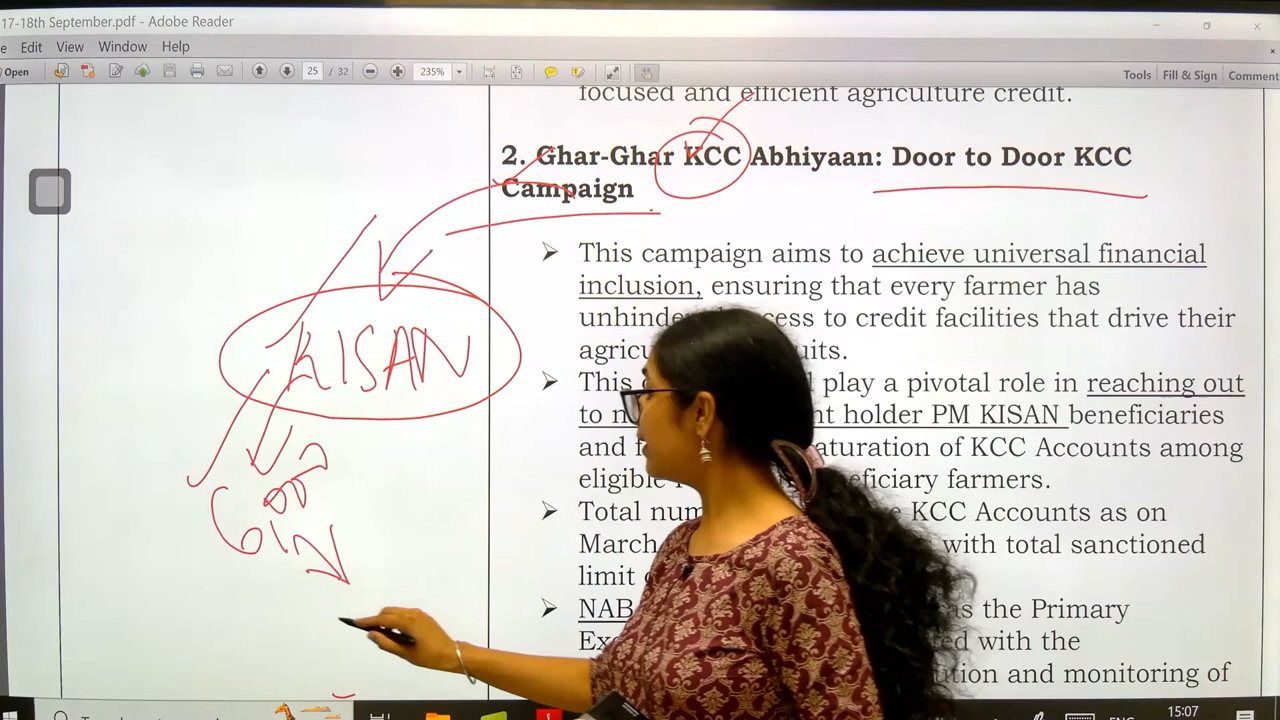 17-18th September.pdf - Adobe Reader
e Edit View Window Help
Open 25 / 32 235% Tools Fill & Sign Comment
focused and efficient agriculture credit.
2. Ghar-Ghar KCC Abhiyaan: Door to Door KCC
Campaign
➢ This campaign aims to achieve universal financial
inclusion, ensuring that every farmer has
unhinde cess to credit facilities that drive their
agricu uits.
➢ This play a pivotal role in reaching out
to n nt holder PM KISAN beneficiaries
and f aturation of KCC Accounts among
eligible eficiary farmers.
➢ Total num KCC Accounts as on
March with total sanctioned
limit
➢ NAB as the Primary
Ex ted with the
ution and monitoring of
KISAN
ENG 15:07